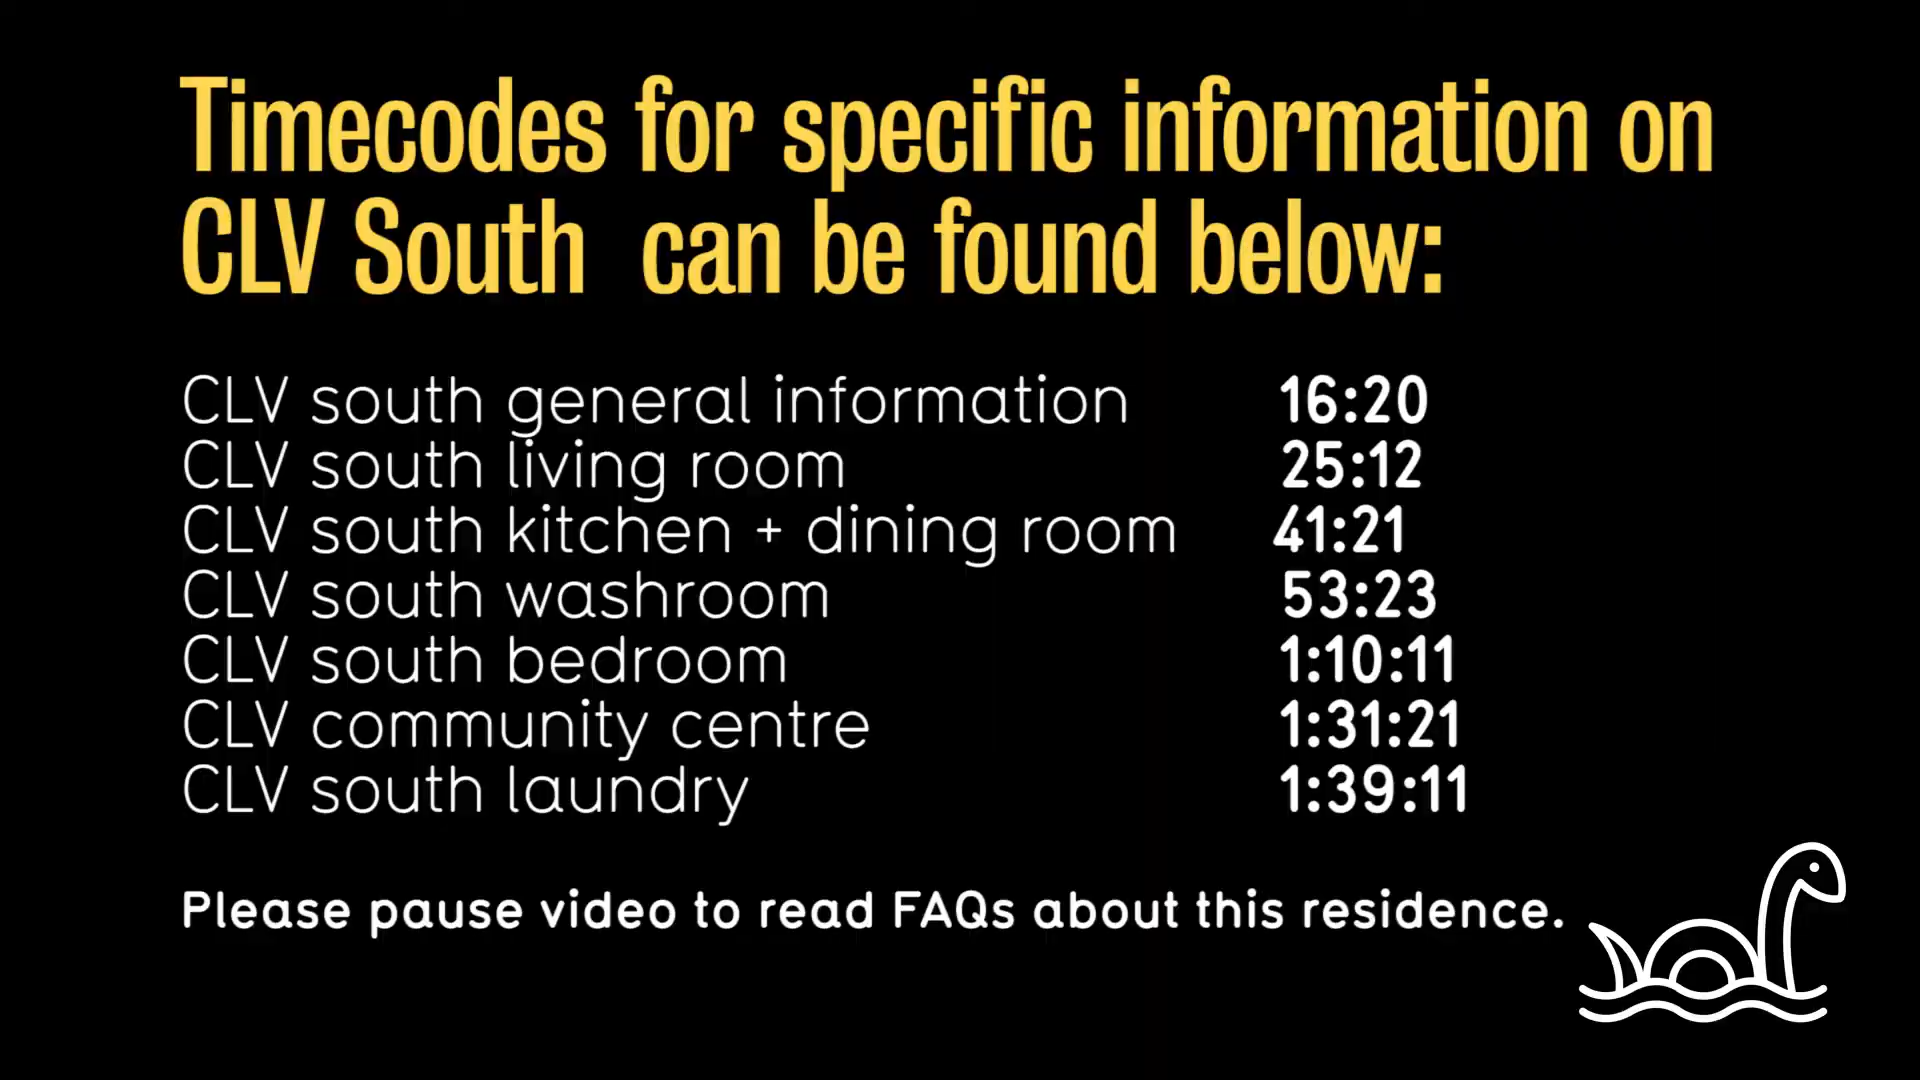 Timecodes for specific information on
CLV South can be found below:
CLV south general information 16:20
CLV south living room 25:12
CLV south kitchen + dining room 41:21
CLV south washroom 53:23
CLV south bedroom 1:10:11
CLV community centre 1:31:21
CLV south laundry 1:39:11
Please pause video to read FAQs about this residence.